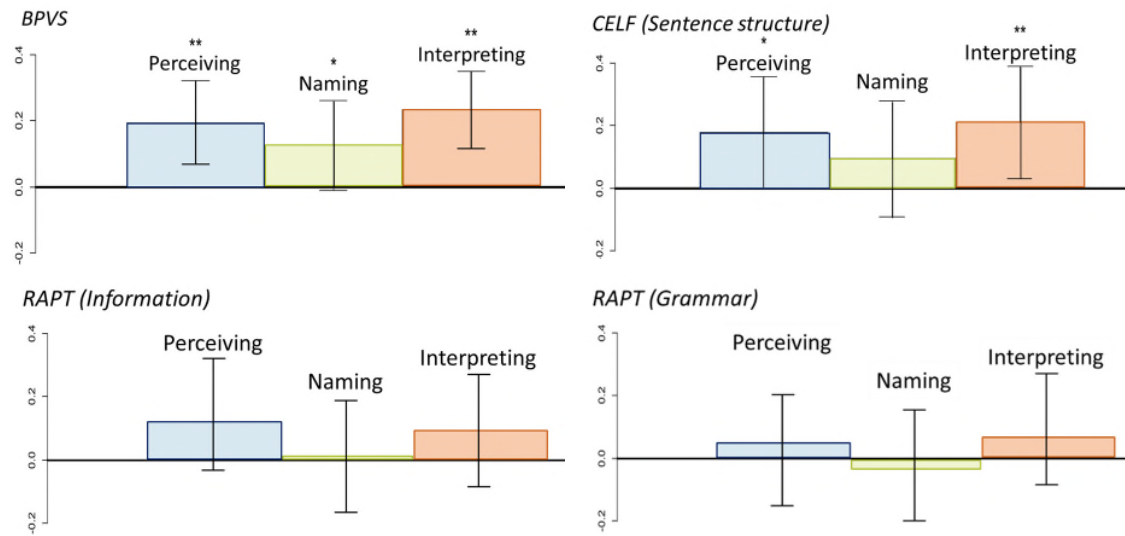 BPVS
**
Perceiving
*
Naming
**
Interpreting
0.4
0.2
0.0
-0.2
CELF (Sentence structure)
*
Perceiving
Naming
**
Interpreting
0.4
0.2
0.0
-0.2
RAPT (Information)
Perceiving
Naming
Interpreting
0.4
0.2
0.0
-0.2
RAPT (Grammar)
Perceiving
Naming
Interpreting
0.4
0.2
0.0
-0.2